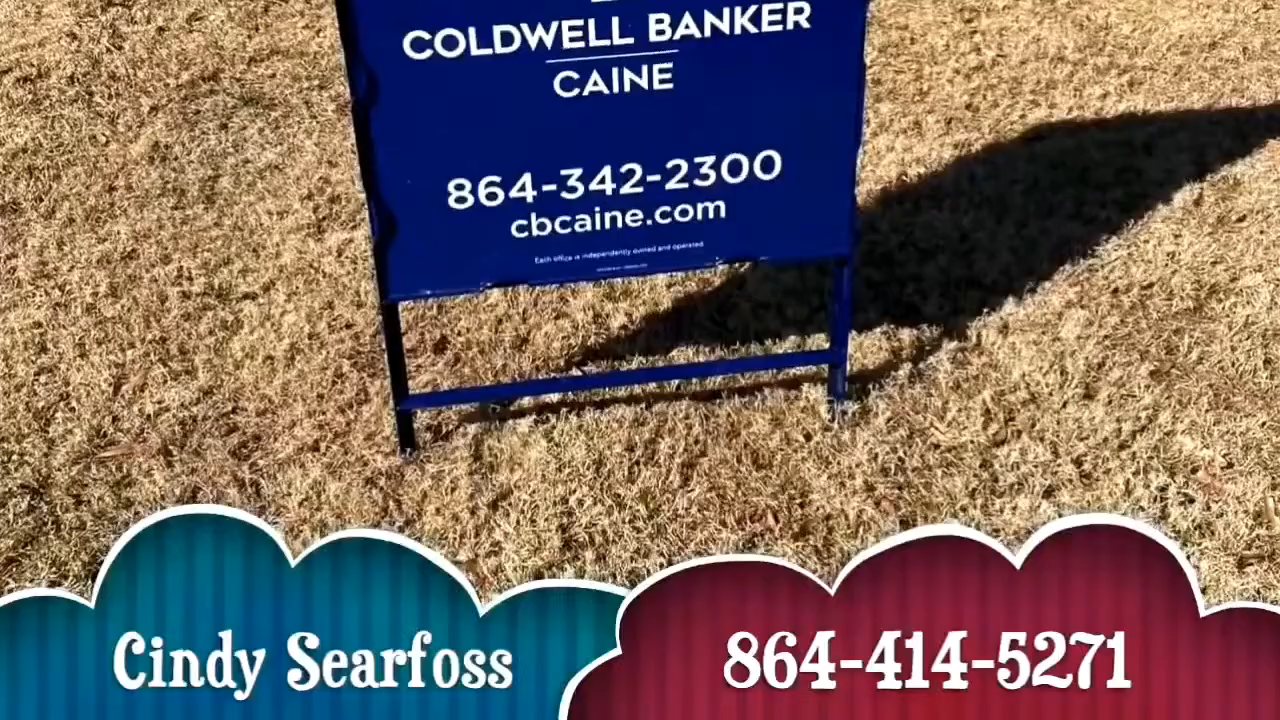 COLDWELL BANKER
CAINE
864-342-2300
cbcaine.com
Each office is independently owned and operated.
Cindy Searfoss
864-414-5271